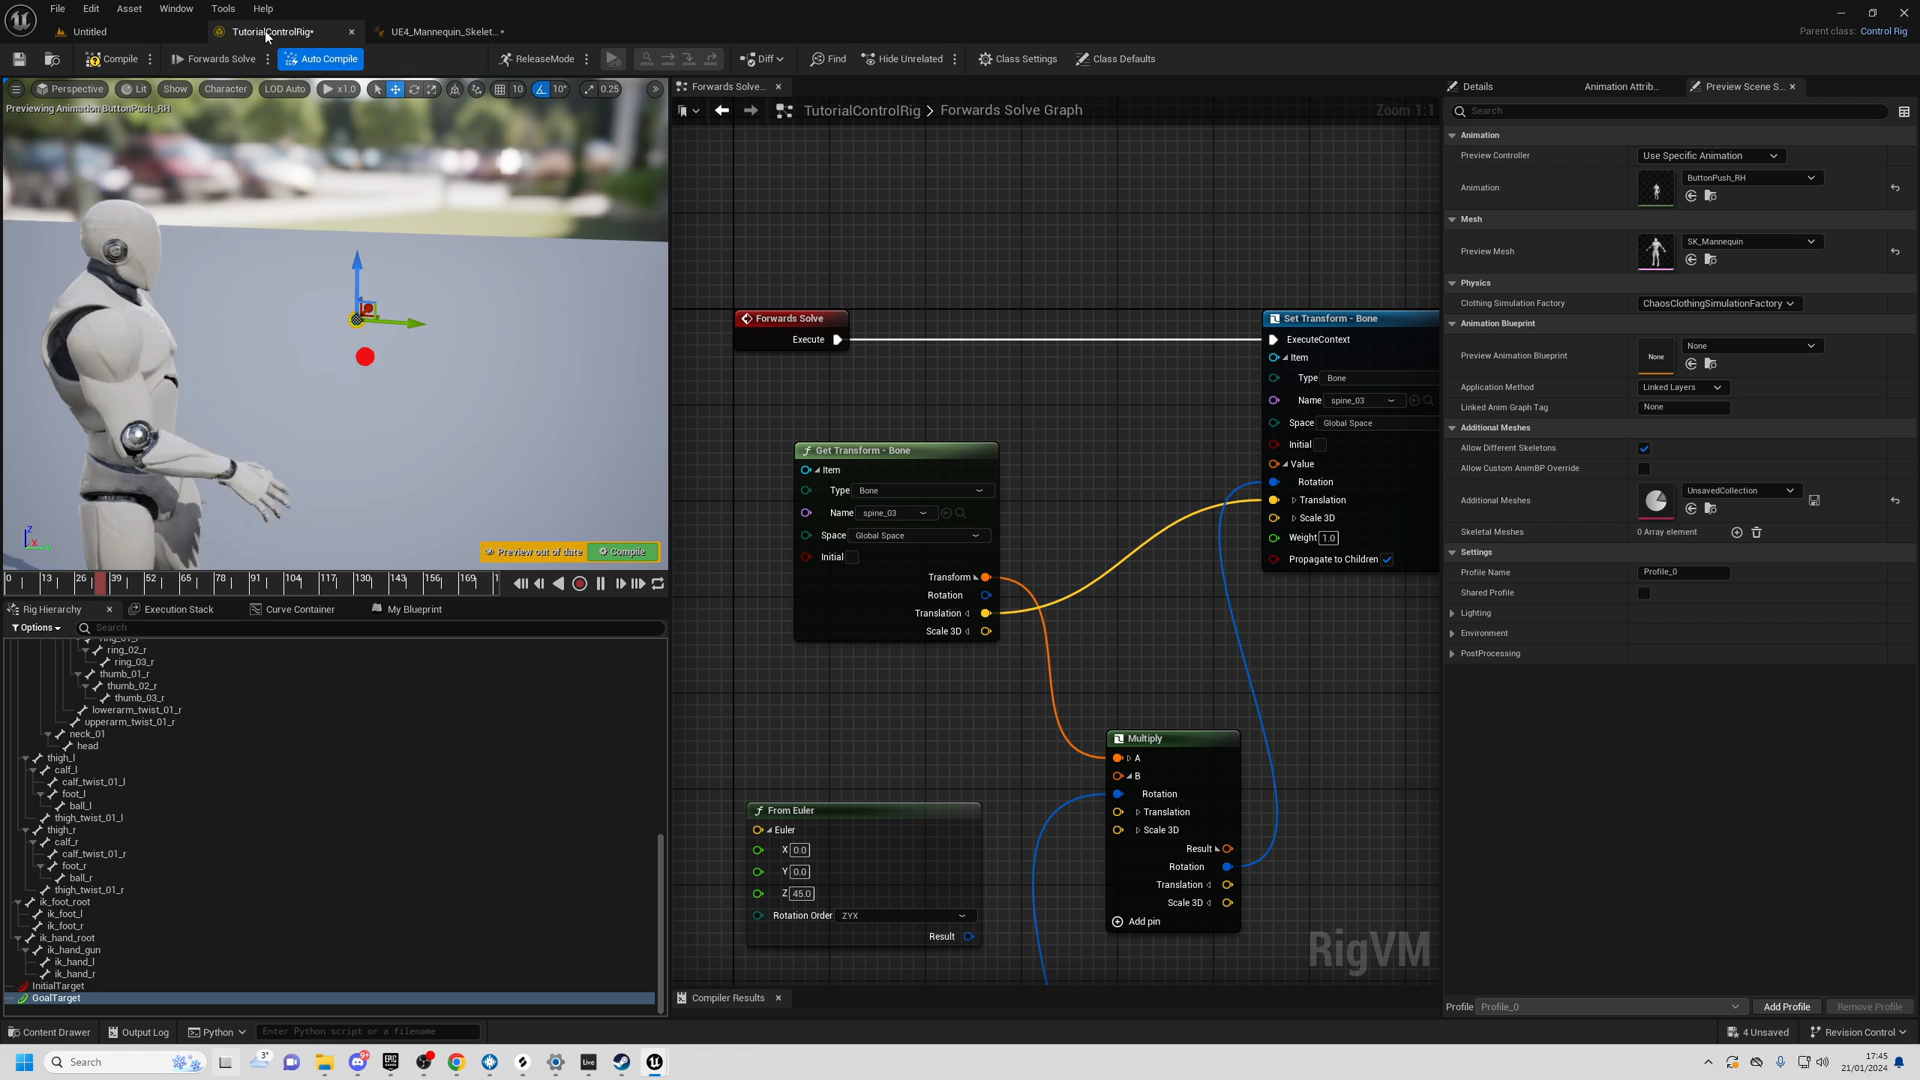 File Edit Asset Window Tools Help
Untitled TutorialControlRig* UE4_Mannequin_Skelet... *
Parent class: Control Rig
Compile Forwards Solve Auto Compile ReleaseMode Diff Find Hide Unrelated Class Settings Class Defaults
Perspective Lit Show Character LOD Auto x1.0 10 10° 0.25
Previewing Animation ButtonPush_RH
Preview out of date Compile
0 13 26 39 52 65 78 91 104 117 130 143 156 169 1
Rig Hierarchy Execution Stack Curve Container My Blueprint
Options Search
ring_02_r
ring_03_r
thumb_01_r
thumb_02_r
thumb_03_r
lowerarm_twist_01_r
upperarm_twist_01_r
neck_01
head
thigh_l
calf_l
calf_twist_01_l
foot_l
ball_l
thigh_twist_01_l
thigh_r
calf_r
calf_twist_01_r
foot_r
ball_r
thigh_twist_01_r
ik_foot_root
ik_foot_l
ik_foot_r
ik_hand_root
ik_hand_gun
ik_hand_l
ik_hand_r
InitialTarget
GoalTarget
Forwards Solve...
TutorialControlRig > Forwards Solve Graph Zoom 1:1
Forwards Solve
Execute
Get Transform - Bone
Item
Type Bone
Name spine_03
Space Global Space
Initial
Transform
Rotation
Translation
Scale 3D
From Euler
Euler
X 0.0
Y 0.0
Z 45.0
Rotation Order ZYX
Result
Multiply
A
B
Rotation
Translation
Scale 3D
Result
Rotation
Translation
Scale 3D
Add pin
Set Transform - Bone
ExecuteContext
Item
Type Bone
Name spine_03
Space Global Space
Initial
Value
Rotation
Translation
Scale 3D
Weight 1.0
Propagate to Children
RigVM
Compiler Results
Details Animation Attrib... Preview Scene S...
Search
Animation
Preview Controller Use Specific Animation
Animation ButtonPush_RH
Mesh
Preview Mesh SK_Mannequin
Physics
Clothing Simulation Factory ChaosClothingSimulationFactory
Animation Blueprint
Preview Animation Blueprint None None
Application Method Linked Layers
Linked Anim Graph Tag None
Additional Meshes
Allow Different Skeletons
Allow Custom AnimBP Override
Additional Meshes UnsavedCollection
Skeletal Meshes 0 Array element
Settings
Profile Name Profile_0
Shared Profile
Lighting
Environment
PostProcessing
Profile Profile_0 Add Profile Remove Profile
Content Drawer Output Log Python Enter Python script or a filename 4 Unsaved Revision Control
Search 3° 17:45
21/01/2024